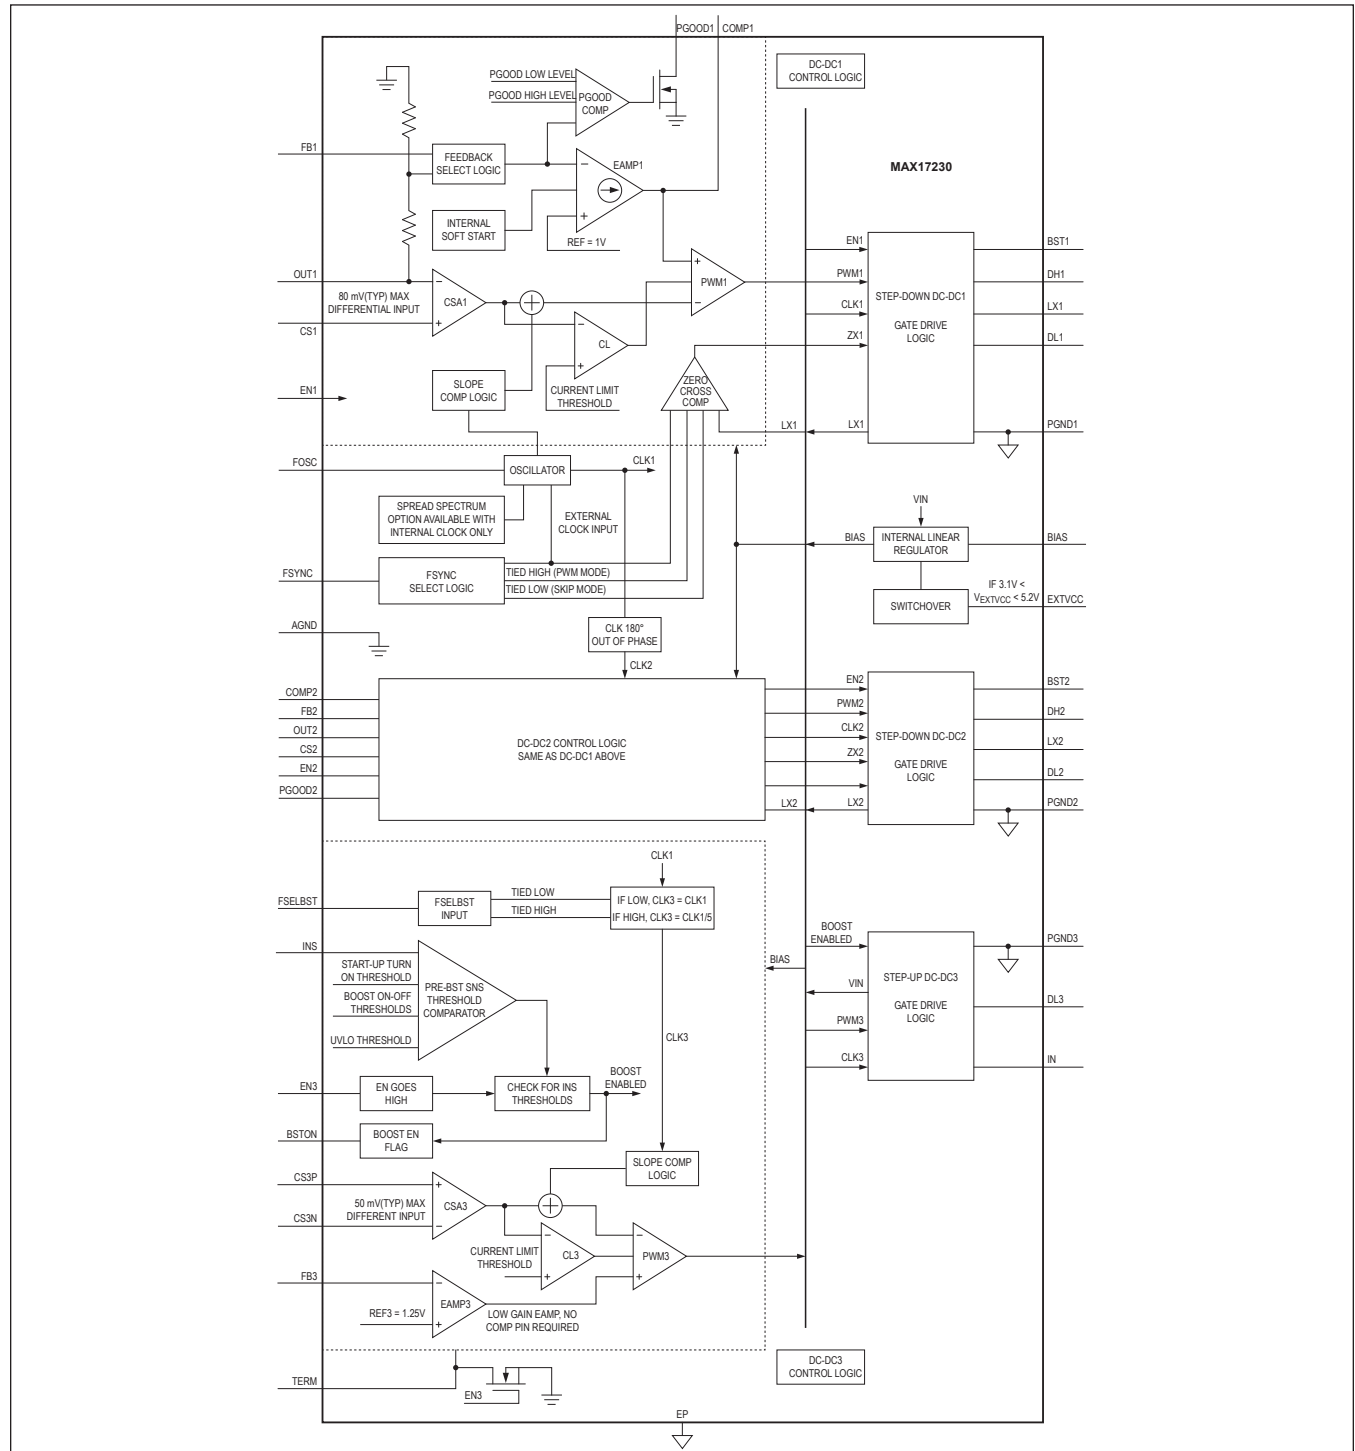 PGOOD1
COMP1
DC-DC1
CONTROL LOGIC
PGOOD LOW LEVEL
PGOOD HIGH LEVEL
PGOOD
COMP
FB1
FEEDBACK
SELECT LOGIC
−
EAMP1
+
INTERNAL
SOFT START
REF = 1V
MAX17230
OUT1
80 mV(TYP) MAX
DIFFERENTIAL INPUT
CS1
−
CSA1
+
+
PWM1
−
−
CL
+
CURRENT LIMIT
THRESHOLD
SLOPE
COMP LOGIC
EN1
ZERO
CROSS
COMP
LX1
EN1
PWM1
CLK1
ZX1
LX1
STEP-DOWN DC-DC1
GATE DRIVE
LOGIC
BST1
DH1
LX1
DL1
PGND1
FOSC
OSCILLATOR
CLK1
SPREAD SPECTRUM
OPTION AVAILABLE WITH
INTERNAL CLOCK ONLY
EXTERNAL
CLOCK INPUT
FSYNC
FSYNC
SELECT LOGIC
TIED HIGH (PWM MODE)
TIED LOW (SKIP MODE)
VIN
BIAS
INTERNAL LINEAR
REGULATOR
BIAS
SWITCHOVER
IF 3.1V <
VEXTVCC < 5.2V
EXTVCC
AGND
CLK 180°
OUT OF PHASE
CLK2
COMP2
FB2
OUT2
CS2
EN2
PGOOD2
DC-DC2 CONTROL LOGIC
SAME AS DC-DC1 ABOVE
EN2
PWM2
CLK2
ZX2
LX2
LX2
STEP-DOWN DC-DC2
GATE DRIVE
LOGIC
BST2
DH2
LX2
DL2
PGND2
CLK1
FSELBST
FSELBST
INPUT
TIED LOW
TIED HIGH
IF LOW, CLK3 = CLK1
IF HIGH, CLK3 = CLK1/5
INS
START-UP TURN
ON THRESHOLD
BOOST ON-OFF
THRESHOLDS
UVLO THRESHOLD
PRE-BST SNS
THRESHOLD
COMPARATOR
BIAS
CLK3
BOOST
ENABLED
VIN
PWM3
CLK3
STEP-UP DC-DC3
GATE DRIVE
LOGIC
PGND3
DL3
IN
EN3
EN GOES
HIGH
CHECK FOR INS
THRESHOLDS
BOOST
ENABLED
BSTON
BOOST EN
FLAG
SLOPE COMP
LOGIC
CS3P
50 mV(TYP) MAX
DIFFERENT INPUT
CS3N
+
CSA3
−
CURRENT LIMIT
THRESHOLD
−
CL3
+
−
PWM3
+
FB3
REF3 = 1.25V
−
EAMP3
+
LOW GAIN EAMP, NO
COMP PIN REQUIRED
DC-DC3
CONTROL LOGIC
TERM
EN3
EP